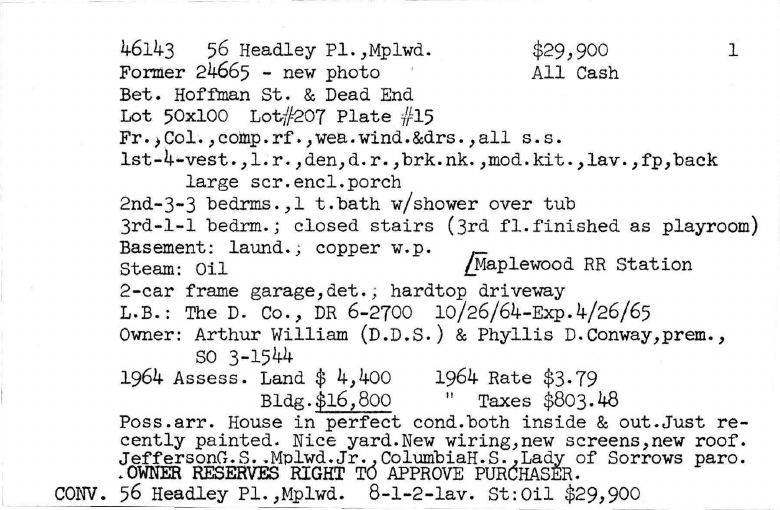 46143 56 Headley Pl.,Mplwd. $29,900 1
Former 24665 - new photo All Cash
Bet. Hoffman St. & Dead End
Lot 50x100 Lot#207 Plate #15
Fr.,Col.,comp.rf.,wea.wind.&drs.,all s.s.
1st-4-vest.,l.r.,den,d.r.,brk.nk.,mod.kit.,lav.,fp,back
large scr.encl.porch
2nd-3-3 bedrms.,1 t.bath w/shower over tub
3rd-1-1 bedrm.; closed stairs (3rd fl.finished as playroom)
Basement: laund.; copper w.p.
Steam: Oil /Maplewood RR Station
2-car frame garage,det.; hardtop driveway
L.B.: The D. Co., DR 6-2700 10/26/64-Exp.4/26/65
Owner: Arthur William (D.D.S.) & Phyllis D.Conway,prem.,
SO 3-1544
1964 Assess. Land $ 4,400 1964 Rate $3.79
Bldg.$16,800 " Taxes $803.48
Poss.arr. House in perfect cond.both inside & out.Just re-
cently painted. Nice yard.New wiring,new screens,new roof.
JeffersonG.S..Mplwd.Jr.,ColumbiaH.S.,Lady of Sorrows paro.
.OWNER RESERVES RIGHT TO APPROVE PURCHASER.
CONV. 56 Headley Pl.,Mplwd. 8-1-2-lav. St:Oil $29,900